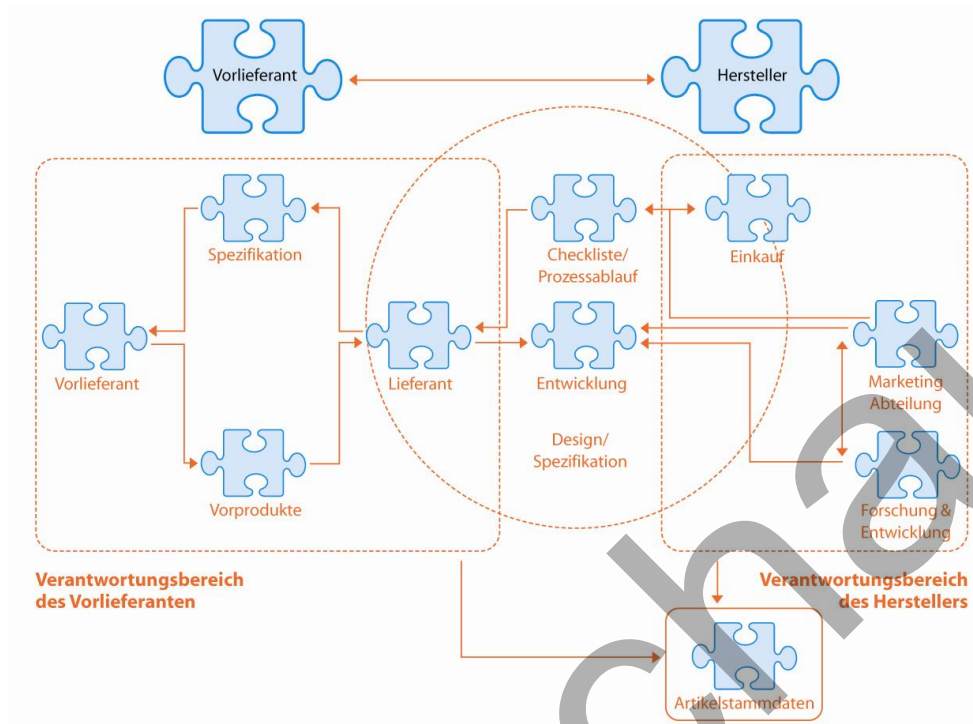 Vorlieferant
Hersteller
Spezifikation
Checkliste/
Prozessablauf
Einkauf
Vorlieferant
Lieferant
Entwicklung
Marketing
Abteilung
Design/
Spezifikation
Vorprodukte
Forschung &
Entwicklung
Verantwortungsbereich
des Vorlieferanten
Verantwortungsbereich
des Herstellers
Artikelstammdaten